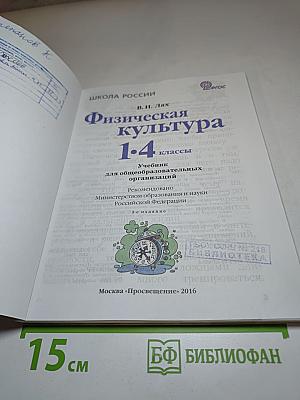 ШКОЛА РОССИИ
ФГОС
В. И. Лях
Физическая
культура
1-4 классы
Учебник
для общеобразовательных
организаций
Рекомендовано
Министерством образования и науки
Российской Федерации
БИБЛИОТЕКА
Москва «Просвещение» 2016
15 см
БФ БИБЛИОФАН